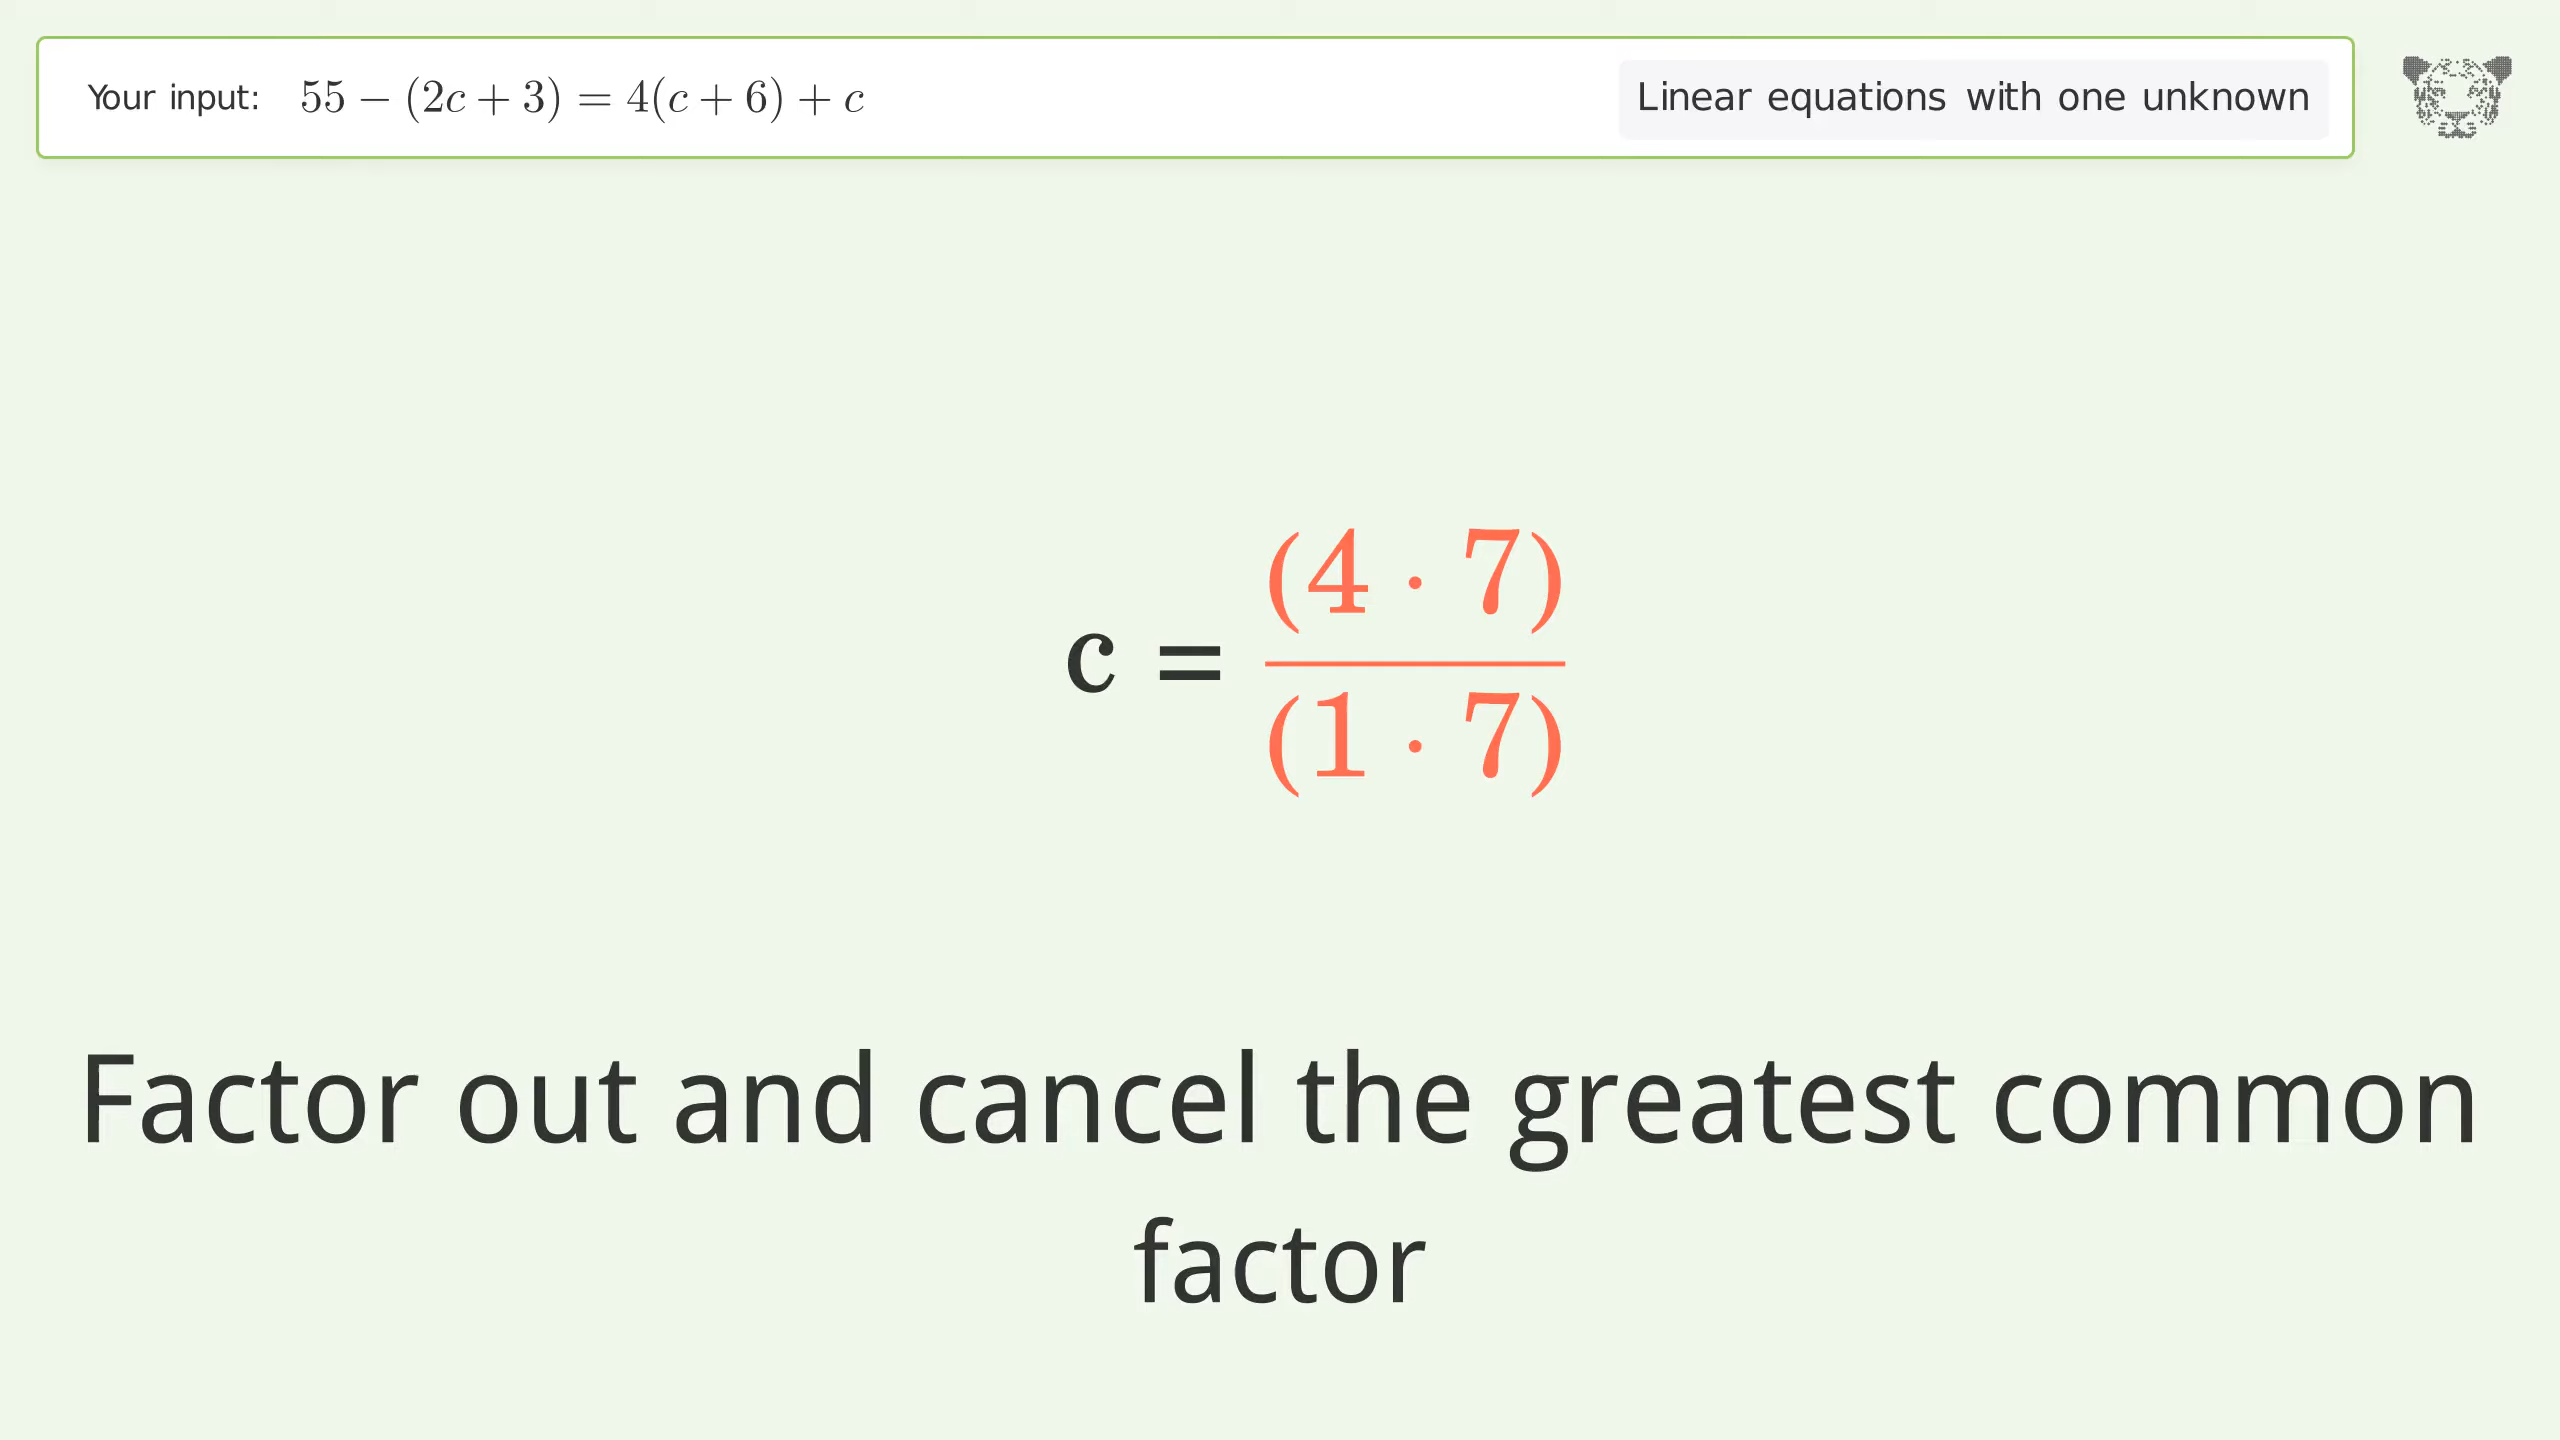 Your input: 55 − (2c + 3) = 4(c + 6) + c
Linear equations with one unknown
c = (4 · 7) / (1 · 7)
Factor out and cancel the greatest common
factor